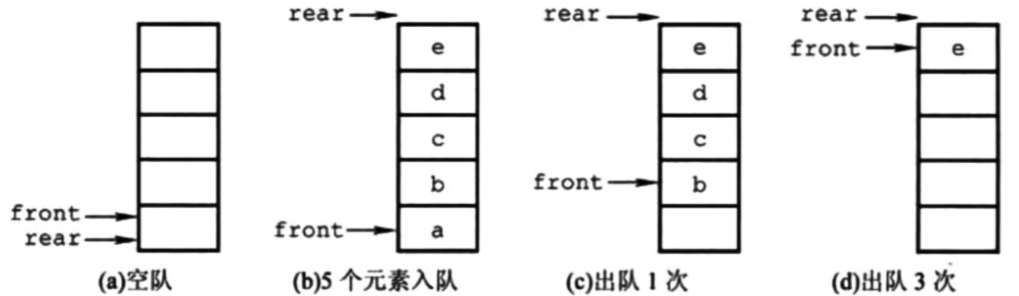 front
rear
(a)空队
rear
e
d
c
b
front
a
(b)5 个元素入队
rear
e
d
c
front
b
(c)出队 1 次
rear
front
e
(d)出队 3 次